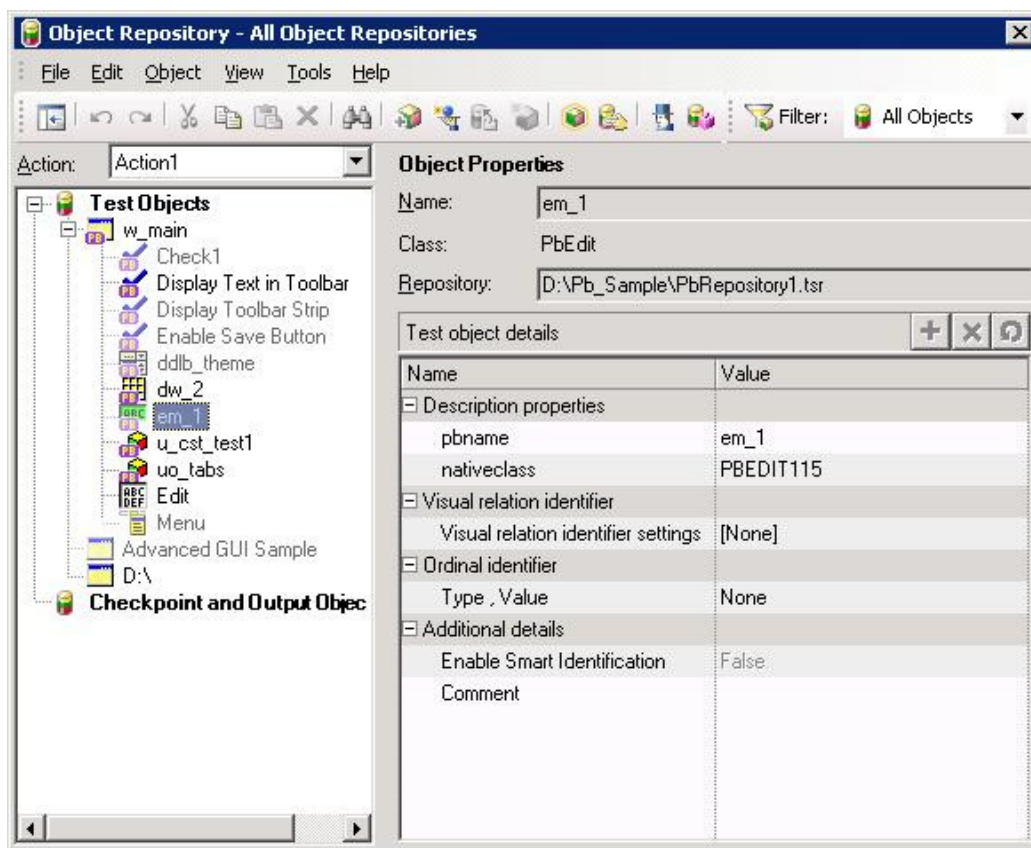 Object Repository - All Object Repositories
File Edit Object View Tools Help
Filter: All Objects
Action: Action1
Test Objects
w_main
Check1
Display Text in Toolbar
Display Toolbar Strip
Enable Save Button
ddlb_theme
dw_2
em_1
u_cst_test1
uo_tabs
Edit
Menu
Advanced GUI Sample
D:\
Checkpoint and Output Objec
Object Properties
Name: em_1
Class: PbEdit
Repository: D:\Pb_Sample\PbRepository1.tsr
Test object details
Name Value
Description properties
pbname em_1
nativeclass PBEDIT115
Visual relation identifier
Visual relation identifier settings [None]
Ordinal identifier
Type , Value None
Additional details
Enable Smart Identification False
Comment